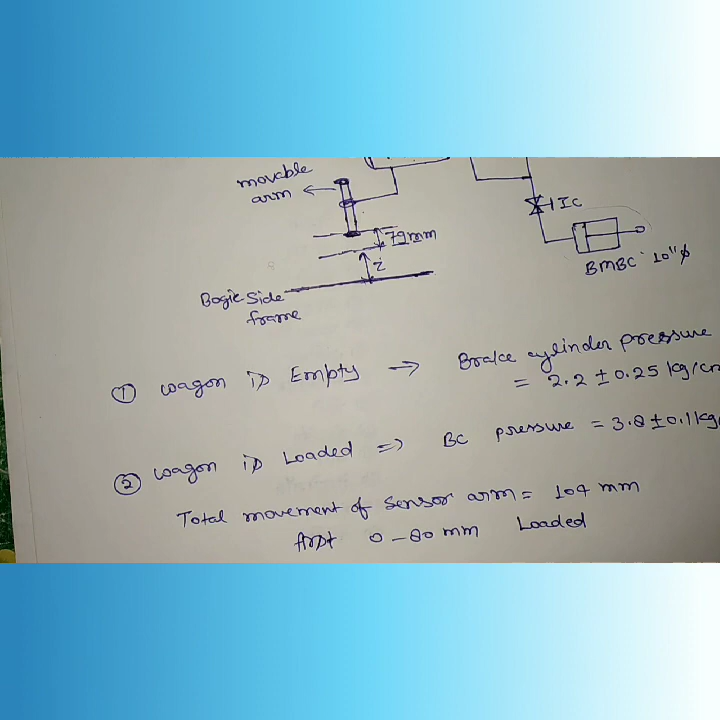 movable
arm
IC
79mm
BMBC 10"φ
Bogie Side
frame
① wagon is Empty → Brake cylinder pressure
= 2.2 ± 0.25 kg/cm
② wagon is Loaded ⇒ BC pressure = 3.8 ± 0.1 kg/
Total movement of Sensor arm = 104 mm
0 – 80 mm Loaded